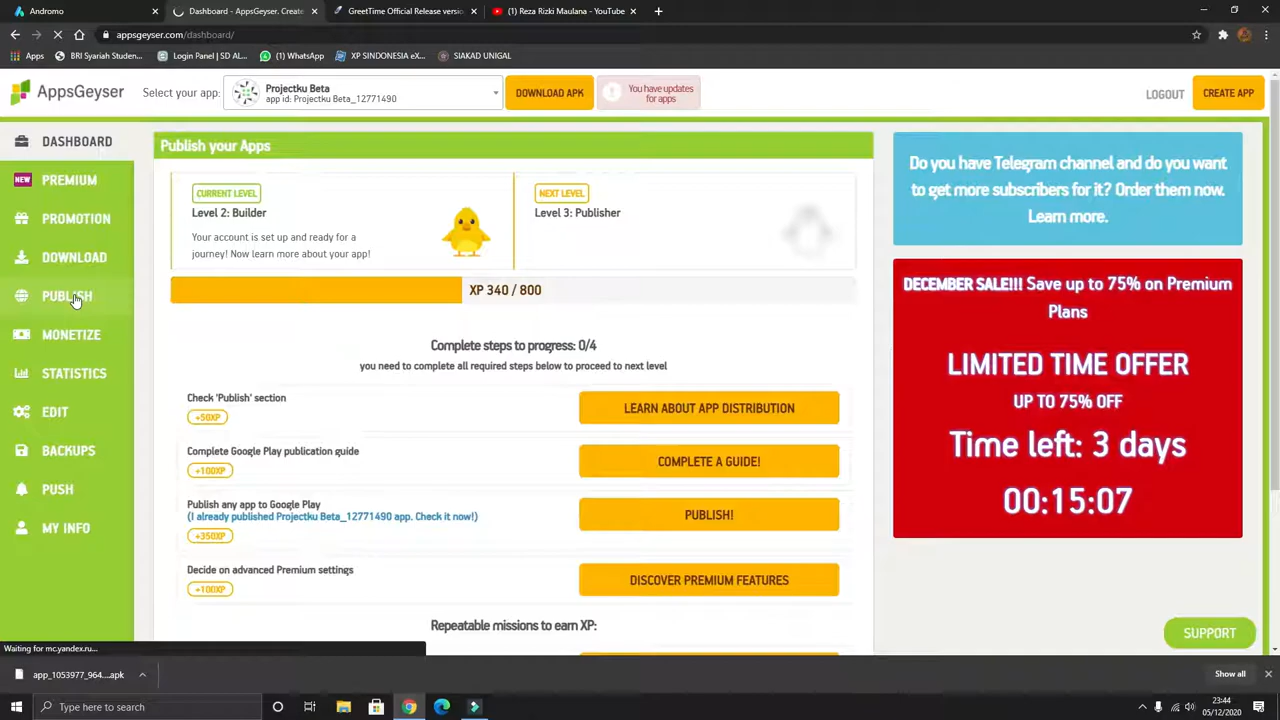 Andromo
Dashboard - AppsGeyser. Create
GreetTime Official Release versio
(1) Reza Rizki Maulana - YouTube
appsgeyser.com/dashboard/
Apps
BRI Syariah Studen...
Login Panel | SD AL...
(1) WhatsApp
XP SINDONESIA eX...
SIAKAD UNIGAL
AppsGeyser
Select your app:
Projectku Beta
app id: Projectku Beta_12771490
DOWNLOAD APK
You have updates
for apps
LOGOUT
CREATE APP
DASHBOARD
NEW PREMIUM
PROMOTION
DOWNLOAD
PUBLISH
MONETIZE
STATISTICS
EDIT
BACKUPS
PUSH
MY INFO
Publish your Apps
CURRENT LEVEL
Level 2: Builder
Your account is set up and ready for a
journey! Now learn more about your app!
NEXT LEVEL
Level 3: Publisher
XP 340 / 800
Complete steps to progress: 0/4
you need to complete all required steps below to proceed to next level
Check 'Publish' section
+50XP
LEARN ABOUT APP DISTRIBUTION
Complete Google Play publication guide
+100XP
COMPLETE A GUIDE!
Publish any app to Google Play
(I already published Projectku Beta_12771490 app. Check it now!)
+350XP
PUBLISH!
Decide on advanced Premium settings
+100XP
DISCOVER PREMIUM FEATURES
Repeatable missions to earn XP:
Do you have Telegram channel and do you want
to get more subscribers for it? Order them now.
Learn more.
DECEMBER SALE!!! Save up to 75% on Premium
Plans
LIMITED TIME OFFER
UP TO 75% OFF
Time left: 3 days
00:15:07
SUPPORT
Waiting for mc.yandex.ru...
app_1053977_964....apk
Show all
Type here to search
23:44
05/12/2020